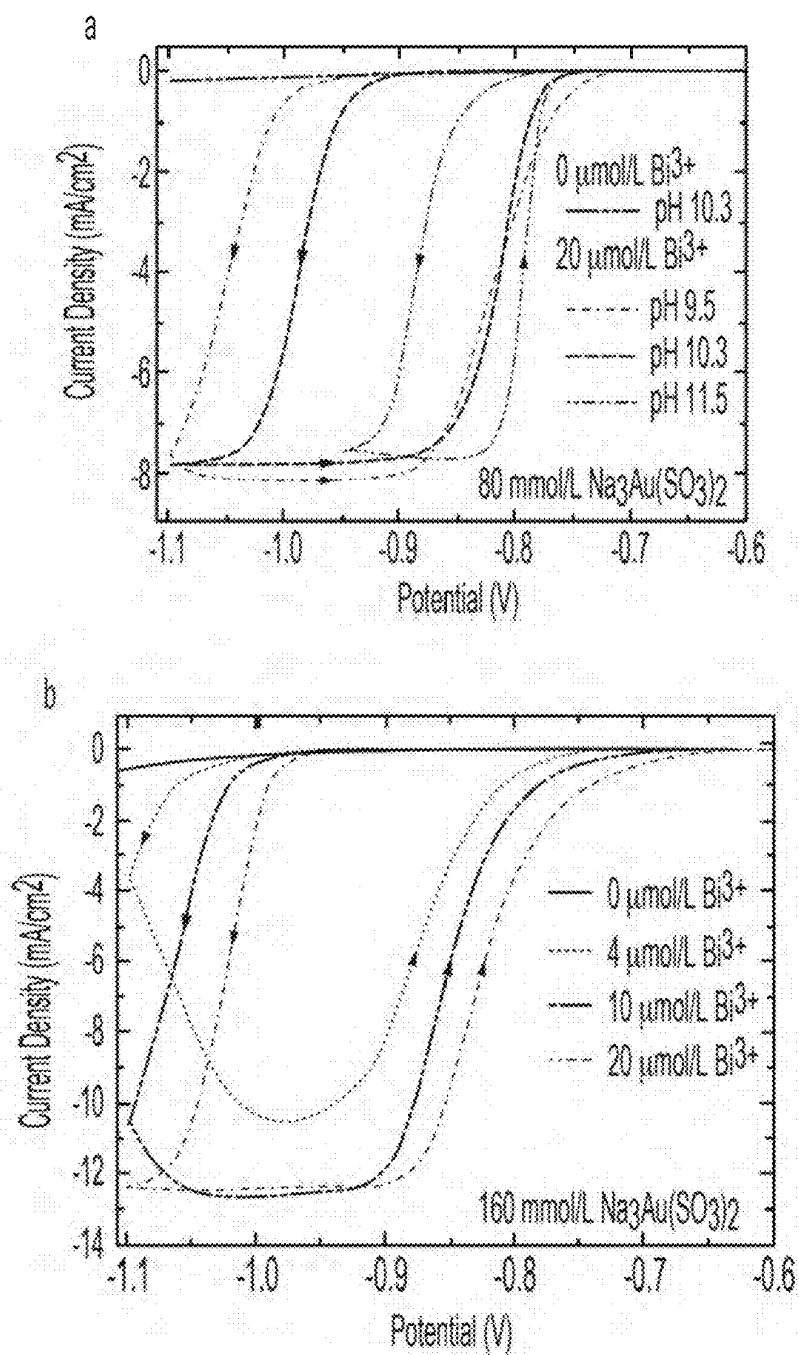 a
0
-2
-4
-6
-8
Current Density (mA/cm2)
0 μmol/L Bi3+
pH 10.3
20 μmol/L Bi3+
pH 9.5
pH 10.3
pH 11.5
80 mmol/L Na3Au(SO3)2
-1.1 -1.0 -0.9 -0.8 -0.7 -0.6
Potential (V)
b
0
-2
-4
-6
-8
-10
-12
-14
Current Density (mA/cm2)
0 μmol/L Bi3+
4 μmol/L Bi3+
10 μmol/L Bi3+
20 μmol/L Bi3+
160 mmol/L Na3Au(SO3)2
-1.1 -1.0 -0.9 -0.8 -0.7 -0.6
Potential (V)